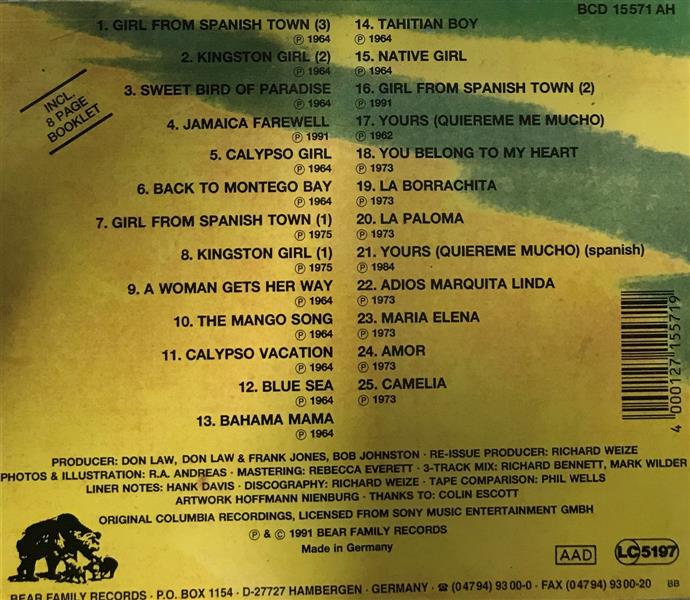 BCD 15571 AH
INCL.
8 PAGE
BOOKLET
1. GIRL FROM SPANISH TOWN (3)
℗ 1964
2. KINGSTON GIRL (2)
℗ 1964
3. SWEET BIRD OF PARADISE
℗ 1964
4. JAMAICA FAREWELL
℗ 1991
5. CALYPSO GIRL
℗ 1964
6. BACK TO MONTEGO BAY
℗ 1964
7. GIRL FROM SPANISH TOWN (1)
℗ 1975
8. KINGSTON GIRL (1)
℗ 1975
9. A WOMAN GETS HER WAY
℗ 1964
10. THE MANGO SONG
℗ 1964
11. CALYPSO VACATION
℗ 1964
12. BLUE SEA
℗ 1964
13. BAHAMA MAMA
℗ 1964
14. TAHITIAN BOY
℗ 1964
15. NATIVE GIRL
℗ 1964
16. GIRL FROM SPANISH TOWN (2)
℗ 1991
17. YOURS (QUIEREME ME MUCHO)
℗ 1962
18. YOU BELONG TO MY HEART
℗ 1973
19. LA BORRACHITA
℗ 1973
20. LA PALOMA
℗ 1973
21. YOURS (QUIEREME MUCHO) (spanish)
℗ 1984
22. ADIOS MARQUITA LINDA
℗ 1973
23. MARIA ELENA
℗ 1973
24. AMOR
℗ 1973
25. CAMELIA
℗ 1973
4 000127 155719
PRODUCER: DON LAW, DON LAW & FRANK JONES, BOB JOHNSTON · RE-ISSUE PRODUCER: RICHARD WEIZE
PHOTOS & ILLUSTRATION: R.A. ANDREAS · MASTERING: REBECCA EVERETT · 3-TRACK MIX: RICHARD BENNETT, MARK WILDER
LINER NOTES: HANK DAVIS · DISCOGRAPHY: RICHARD WEIZE · TAPE COMPARISON: PHIL WELLS
ARTWORK HOFFMANN NIENBURG · THANKS TO: COLIN ESCOTT
ORIGINAL COLUMBIA RECORDINGS, LICENSED FROM SONY MUSIC ENTERTAINMENT GMBH
℗ & © 1991 BEAR FAMILY RECORDS
Made in Germany
AAD
LC 5197
BEAR FAMILY RECORDS · P.O. BOX 1154 · D-27727 HAMBERGEN · GERMANY · ☎ (04794) 9300-0 · FAX (04794) 9300-20 BB